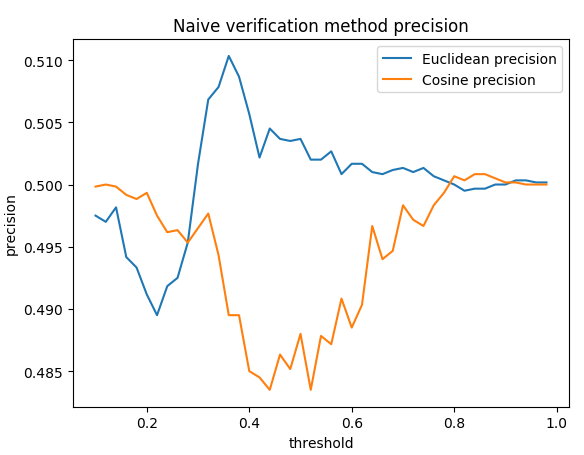 Naive verification method precision
Euclidean precision
Cosine precision
0.510
0.505
0.500
0.495
0.490
0.485
precision
0.2
0.4
0.6
0.8
1.0
threshold